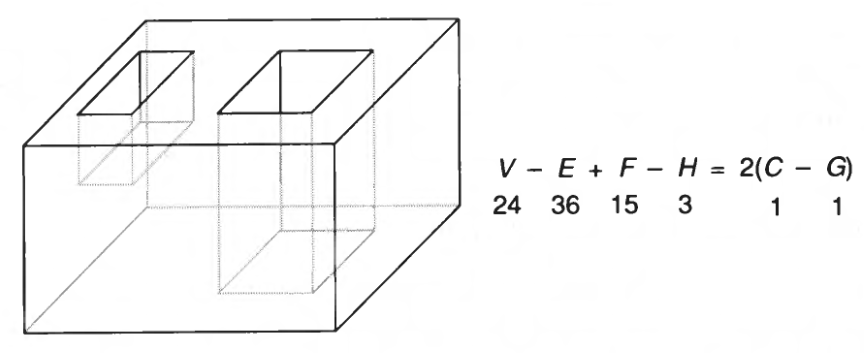 V − E + F − H = 2(C − G)
24 36 15 3 1 1